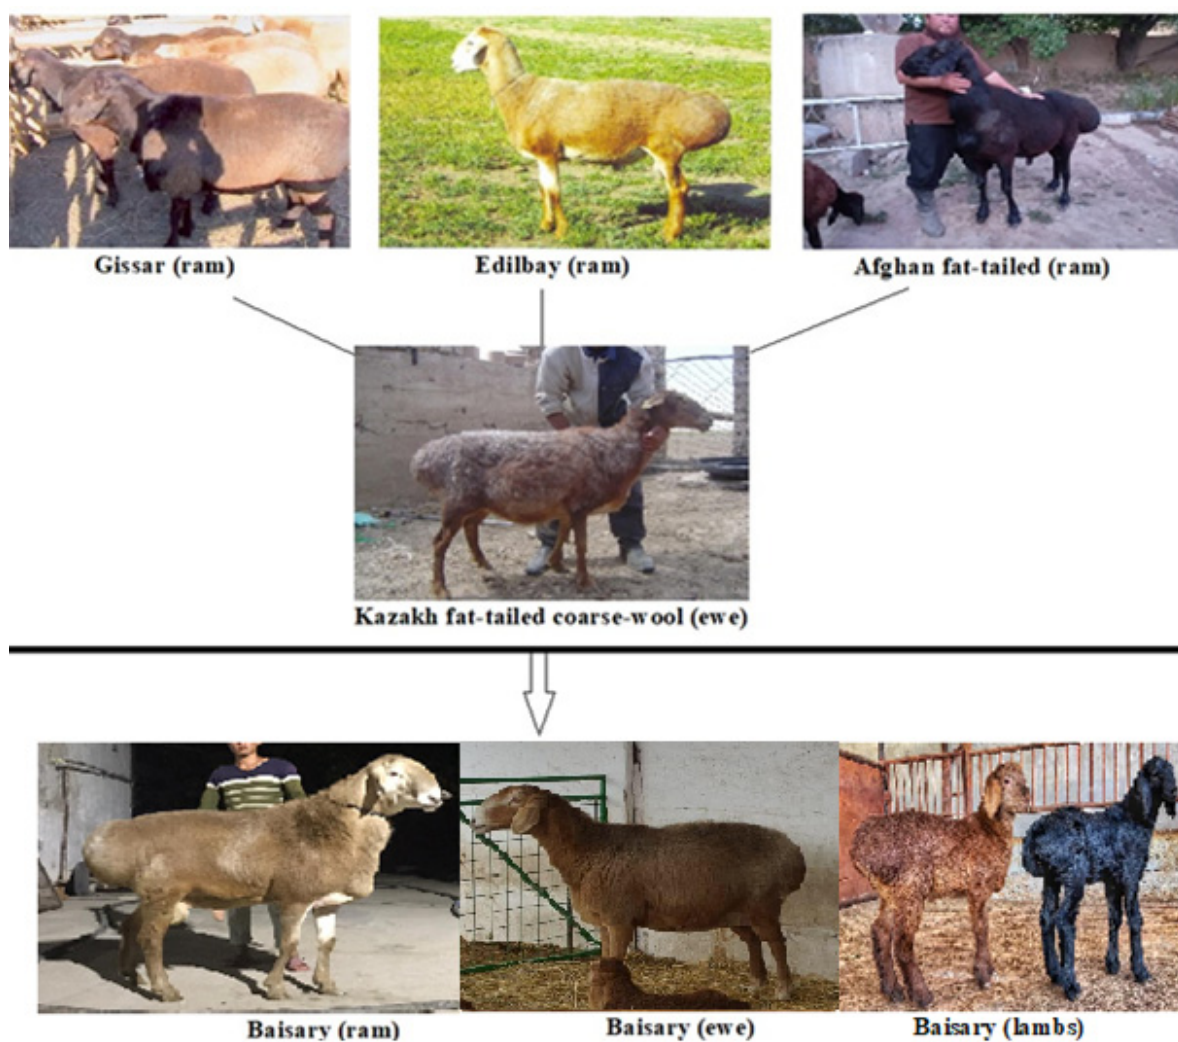 Gissar (ram)
Edilbay (ram)
Afghan fat-tailed (ram)
Kazakh fat-tailed coarse-wool (ewe)
Baisary (ram)
Baisary (ewe)
Baisary (lambs)